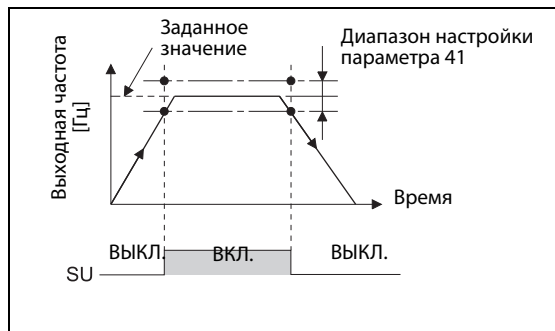 Заданное
значение
Диапазон настройки
параметра 41
Выходная частота
[Гц]
Время
ВЫКЛ.
ВКЛ.
ВЫКЛ.
SU